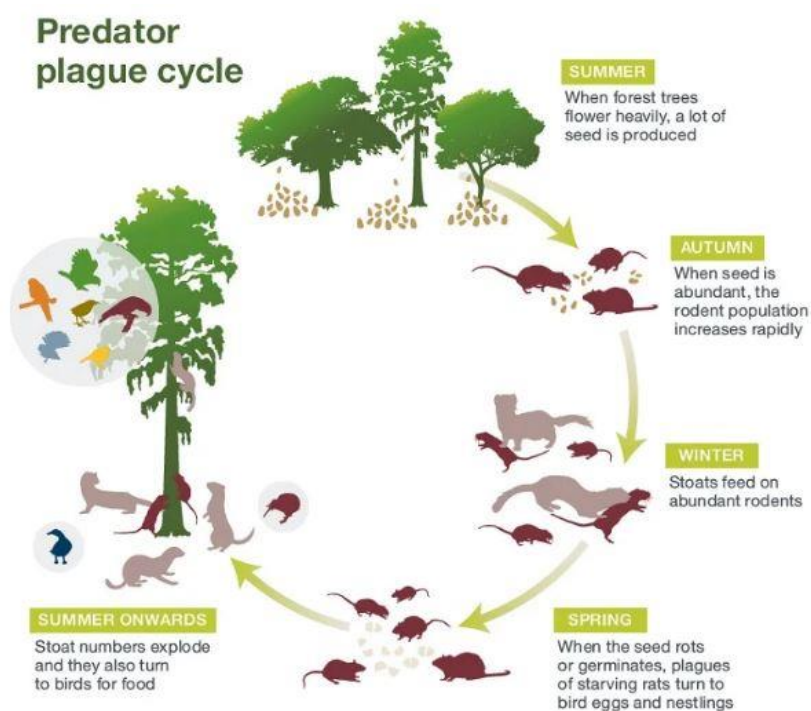 Predator
plague cycle
SUMMER
When forest trees
flower heavily, a lot of
seed is produced
AUTUMN
When seed is
abundant, the
rodent population
increases rapidly
WINTER
Stoats feed on
abundant rodents
SPRING
When the seed rots
or germinates, plagues
of starving rats turn to
bird eggs and nestlings
SUMMER ONWARDS
Stoat numbers explode
and they also turn
to birds for food